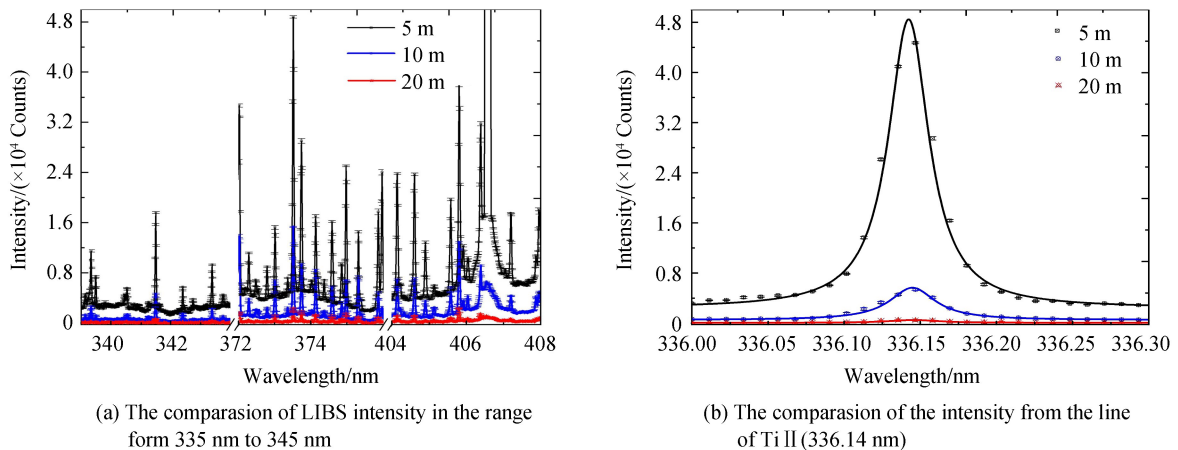 4.8
4.0
3.2
2.4
1.6
0.8
0
Intensity/(×10⁴ Counts)
5 m
10 m
20 m
340 342 372 374 404 406 408
Wavelength/nm
(a) The comparasion of LIBS intensity in the range
form 335 nm to 345 nm
4.8
4.0
3.2
2.4
1.6
0.8
0
Intensity/(×10⁴ Counts)
5 m
10 m
20 m
336.00 336.05 336.10 336.15 336.20 336.25 336.30
Wavelength/nm
(b) The comparasion of the intensity from the line
of Ti Ⅱ (336.14 nm)